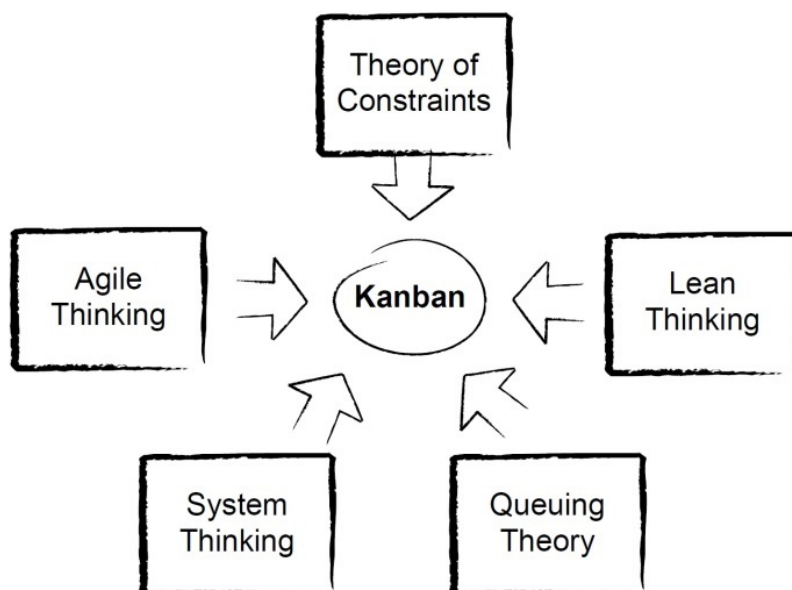 Theory of
Constraints
Agile
Thinking
Kanban
Lean
Thinking
System
Thinking
Queuing
Theory